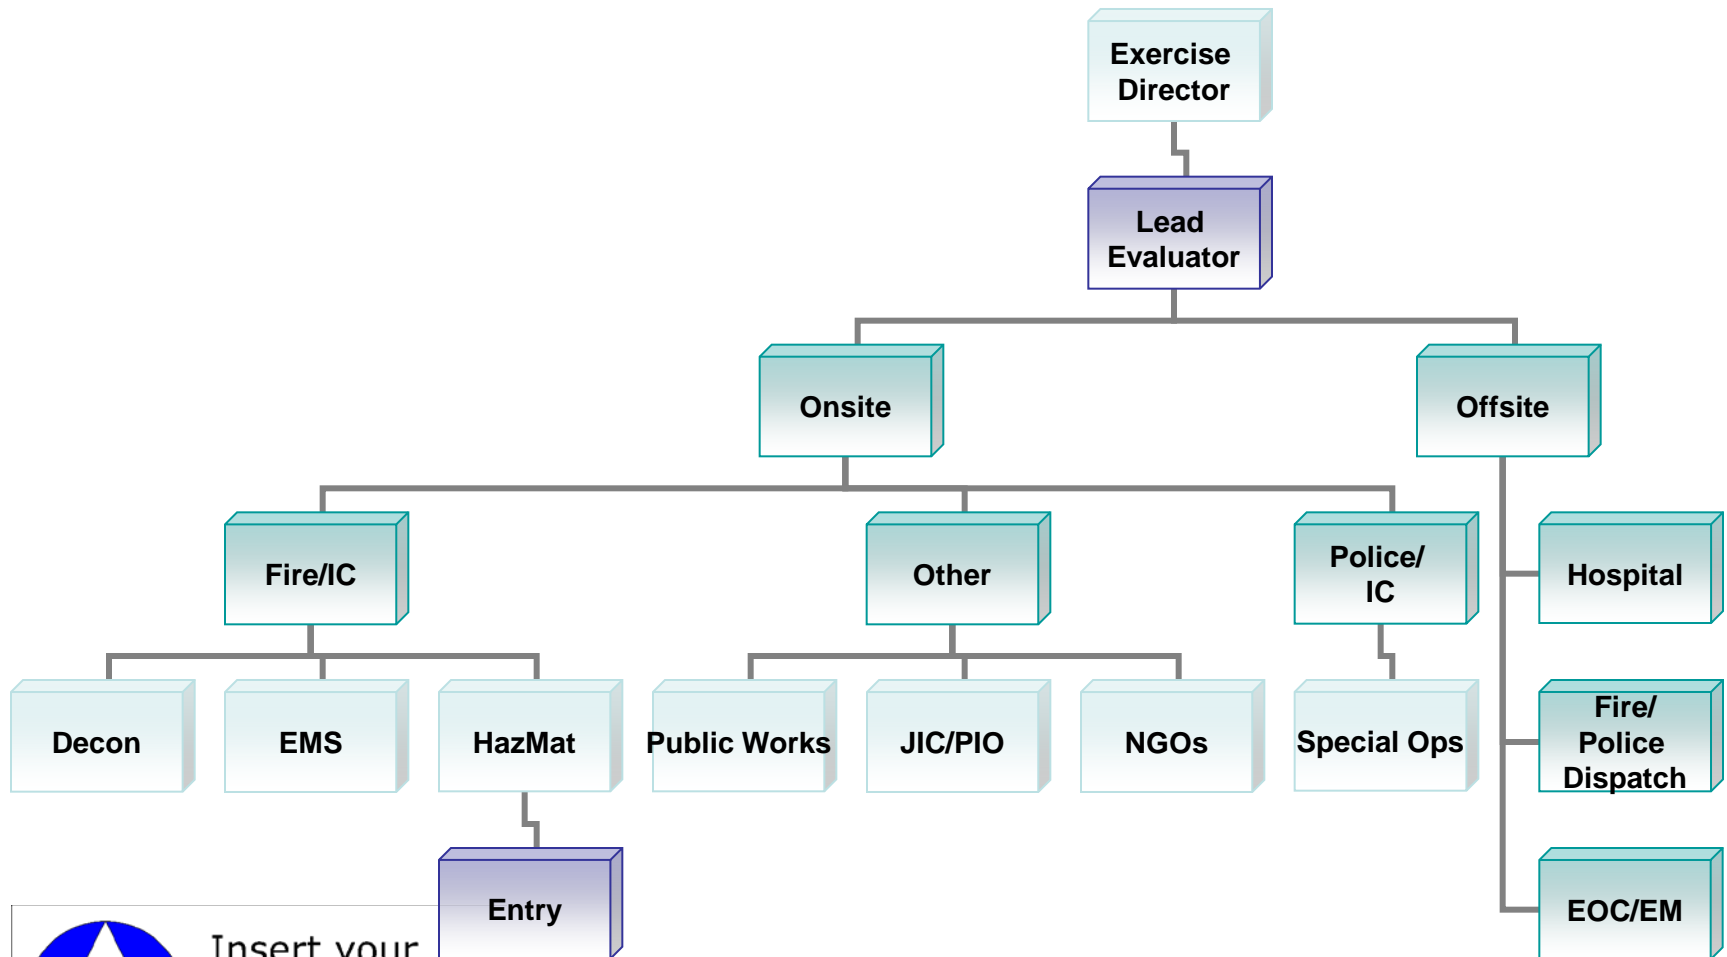 Exercise
Director
Lead
Evaluator
Onsite
Offsite
Fire/IC
Other
Police/
IC
Hospital
Decon
EMS
HazMat
Public Works
JIC/PIO
NGOs
Special Ops
Fire/
Police
Dispatch
Entry
EOC/EM
Insert your